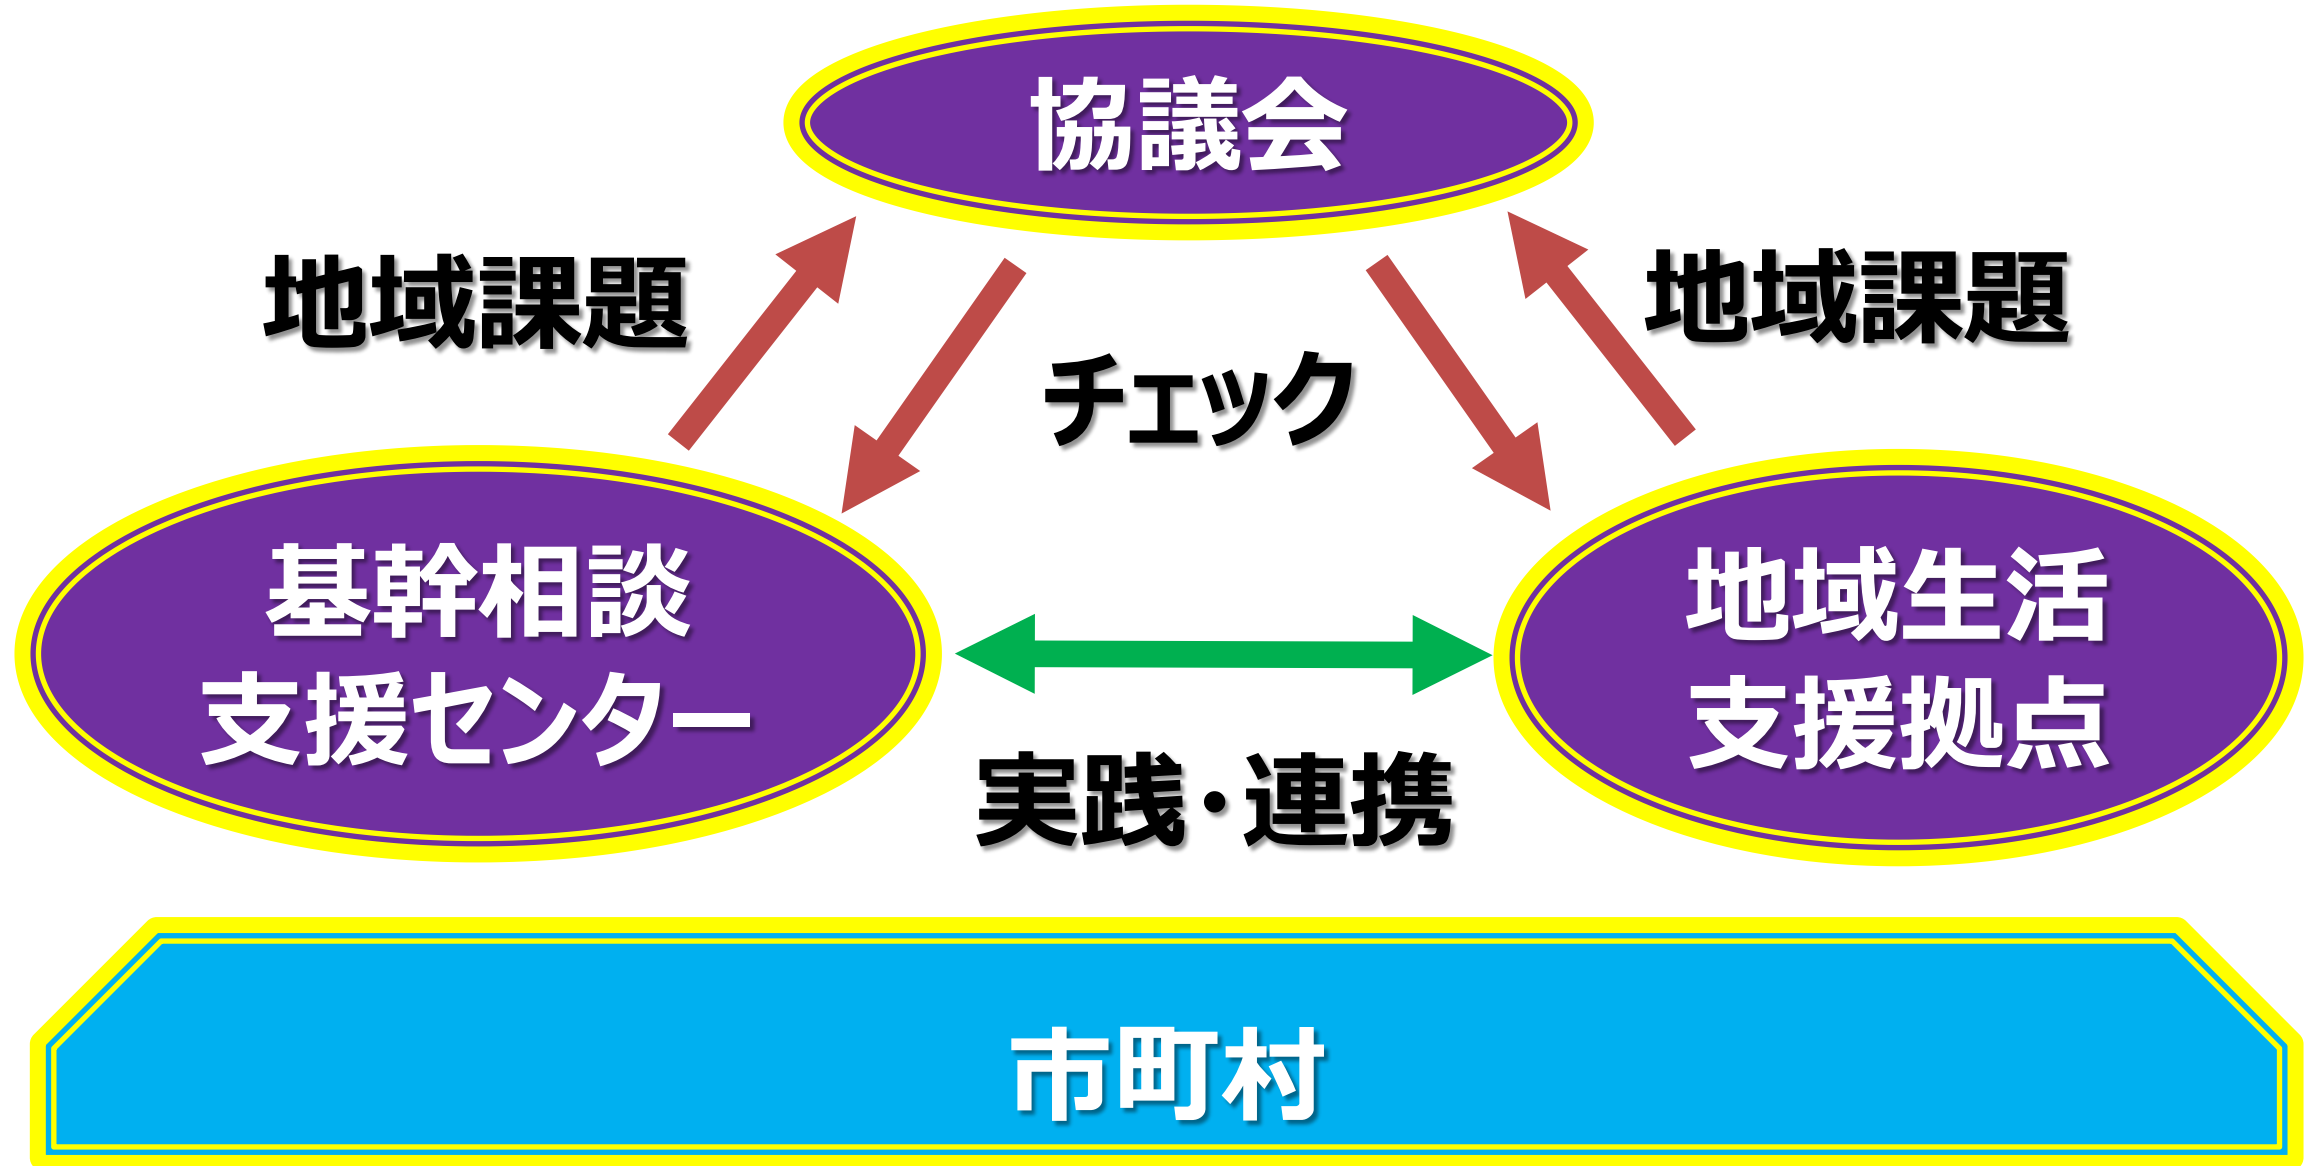 協議会
地域課題
地域課題
チェック
基幹相談
支援センター
地域生活
支援拠点
実践・連携
市町村